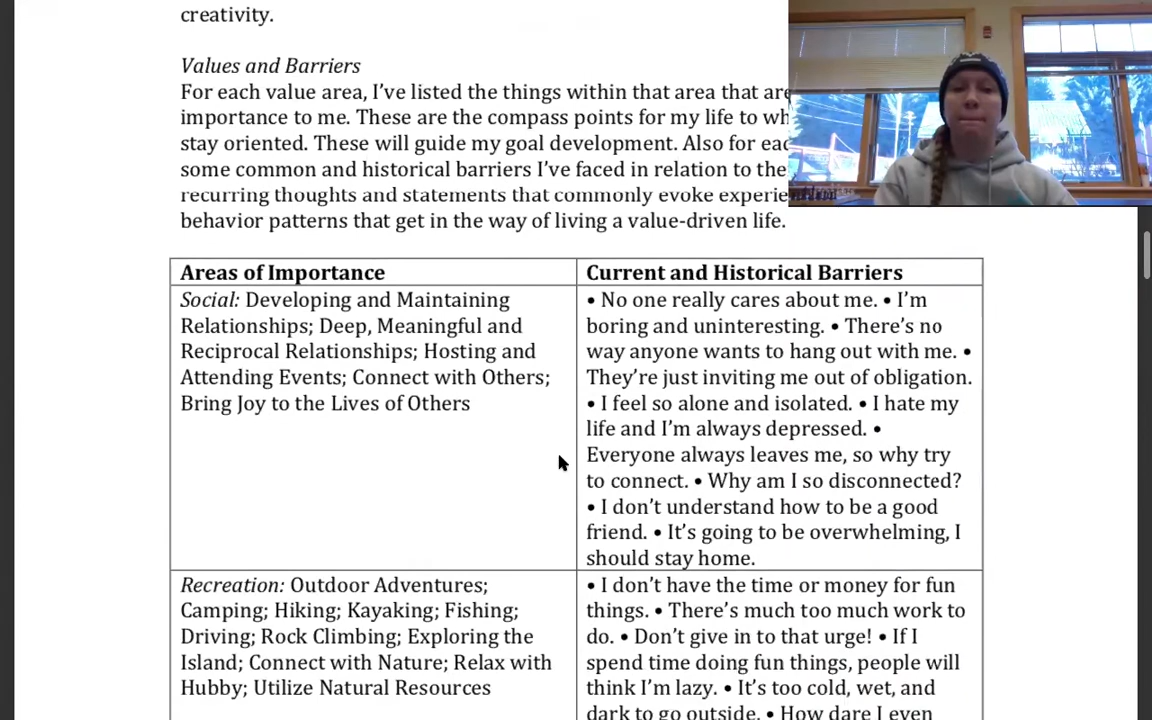 creativity.
Values and Barriers
For each value area, I’ve listed the things within that area that are
importance to me. These are the compass points for my life to
stay oriented. These will guide my goal development. Also for
some common and historical barriers I’ve faced in relation to the
recurring thoughts and statements that commonly evoke
behavior patterns that get in the way of living a value-driven life.
Areas of Importance
Current and Historical Barriers
Social: Developing and Maintaining
Relationships; Deep, Meaningful and
Reciprocal Relationships; Hosting and
Attending Events; Connect with Others;
Bring Joy to the Lives of Others
• No one really cares about me. • I’m
boring and uninteresting. • There’s no
way anyone wants to hang out with me. •
They’re just inviting me out of obligation.
• I feel so alone and isolated. • I hate my
life and I’m always depressed. •
Everyone always leaves me, so why try
to connect. • Why am I so disconnected?
• I don’t understand how to be a good
friend. • It’s going to be overwhelming, I
should stay home.
Recreation: Outdoor Adventures;
Camping; Hiking; Kayaking; Fishing;
Driving; Rock Climbing; Exploring the
Island; Connect with Nature; Relax with
Hubby; Utilize Natural Resources
• I don’t have the time or money for fun
things. • There’s much too much work to
do. • Don’t give in to that urge! • If I
spend time doing fun things, people will
think I’m lazy. • It’s too cold, wet, and
dark to go outside. • How dare I even